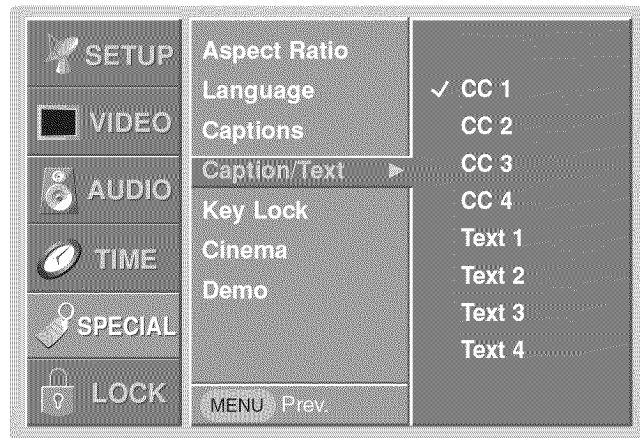 SETUP
VIDEO
AUDIO
TIME
SPECIAL
LOCK
Aspect Ratio
Language
Captions
Caption/Text
Key Lock
Cinema
Demo
MENU Prev.
CC 1
CC 2
CC 3
CC 4
Text 1
Text 2
Text 3
Text 4